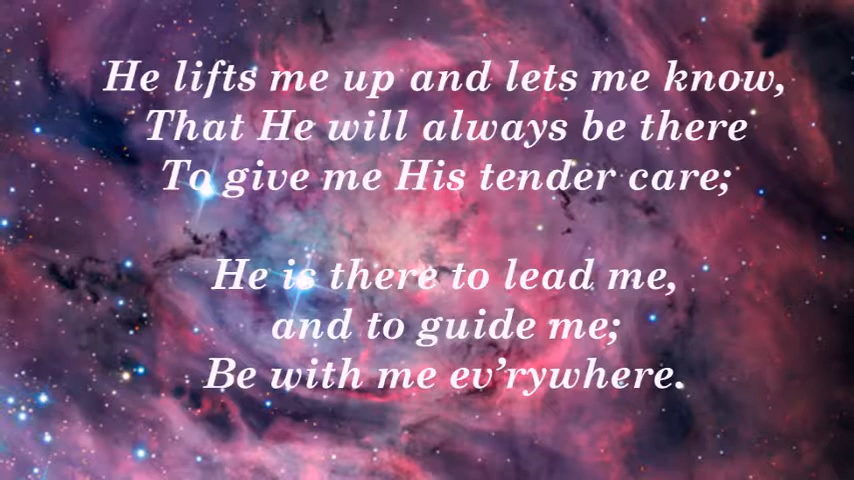 He lifts me up and lets me know,
That He will always be there
To give me His tender care;
He is there to lead me,
and to guide me;
Be with me ev’rywhere.